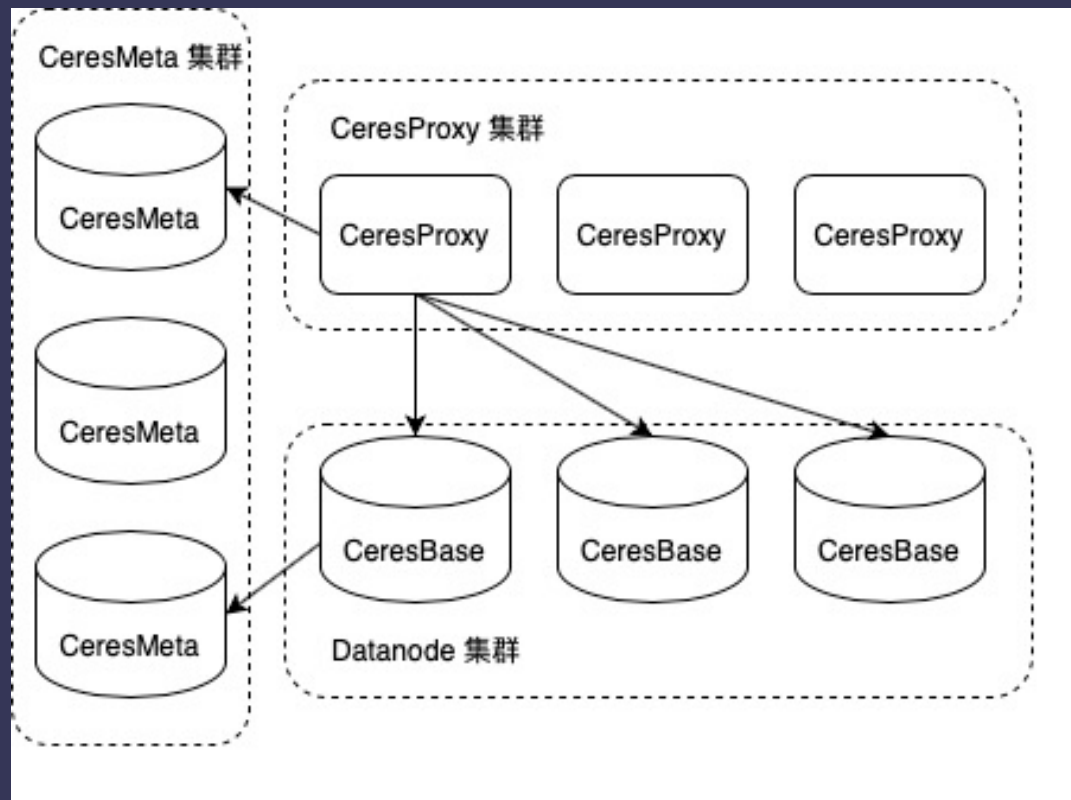 CeresMeta 集群
CeresMeta
CeresMeta
CeresMeta
CeresProxy 集群
CeresProxy
CeresProxy
CeresProxy
CeresBase
CeresBase
CeresBase
Datanode 集群